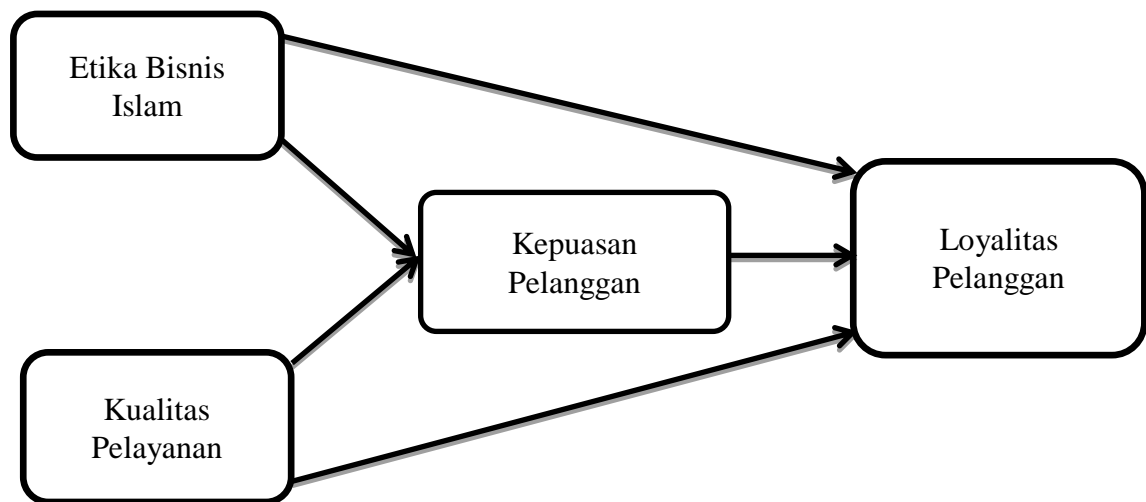 Etika Bisnis
Islam
Kepuasan
Pelanggan
Loyalitas
Pelanggan
Kualitas
Pelayanan